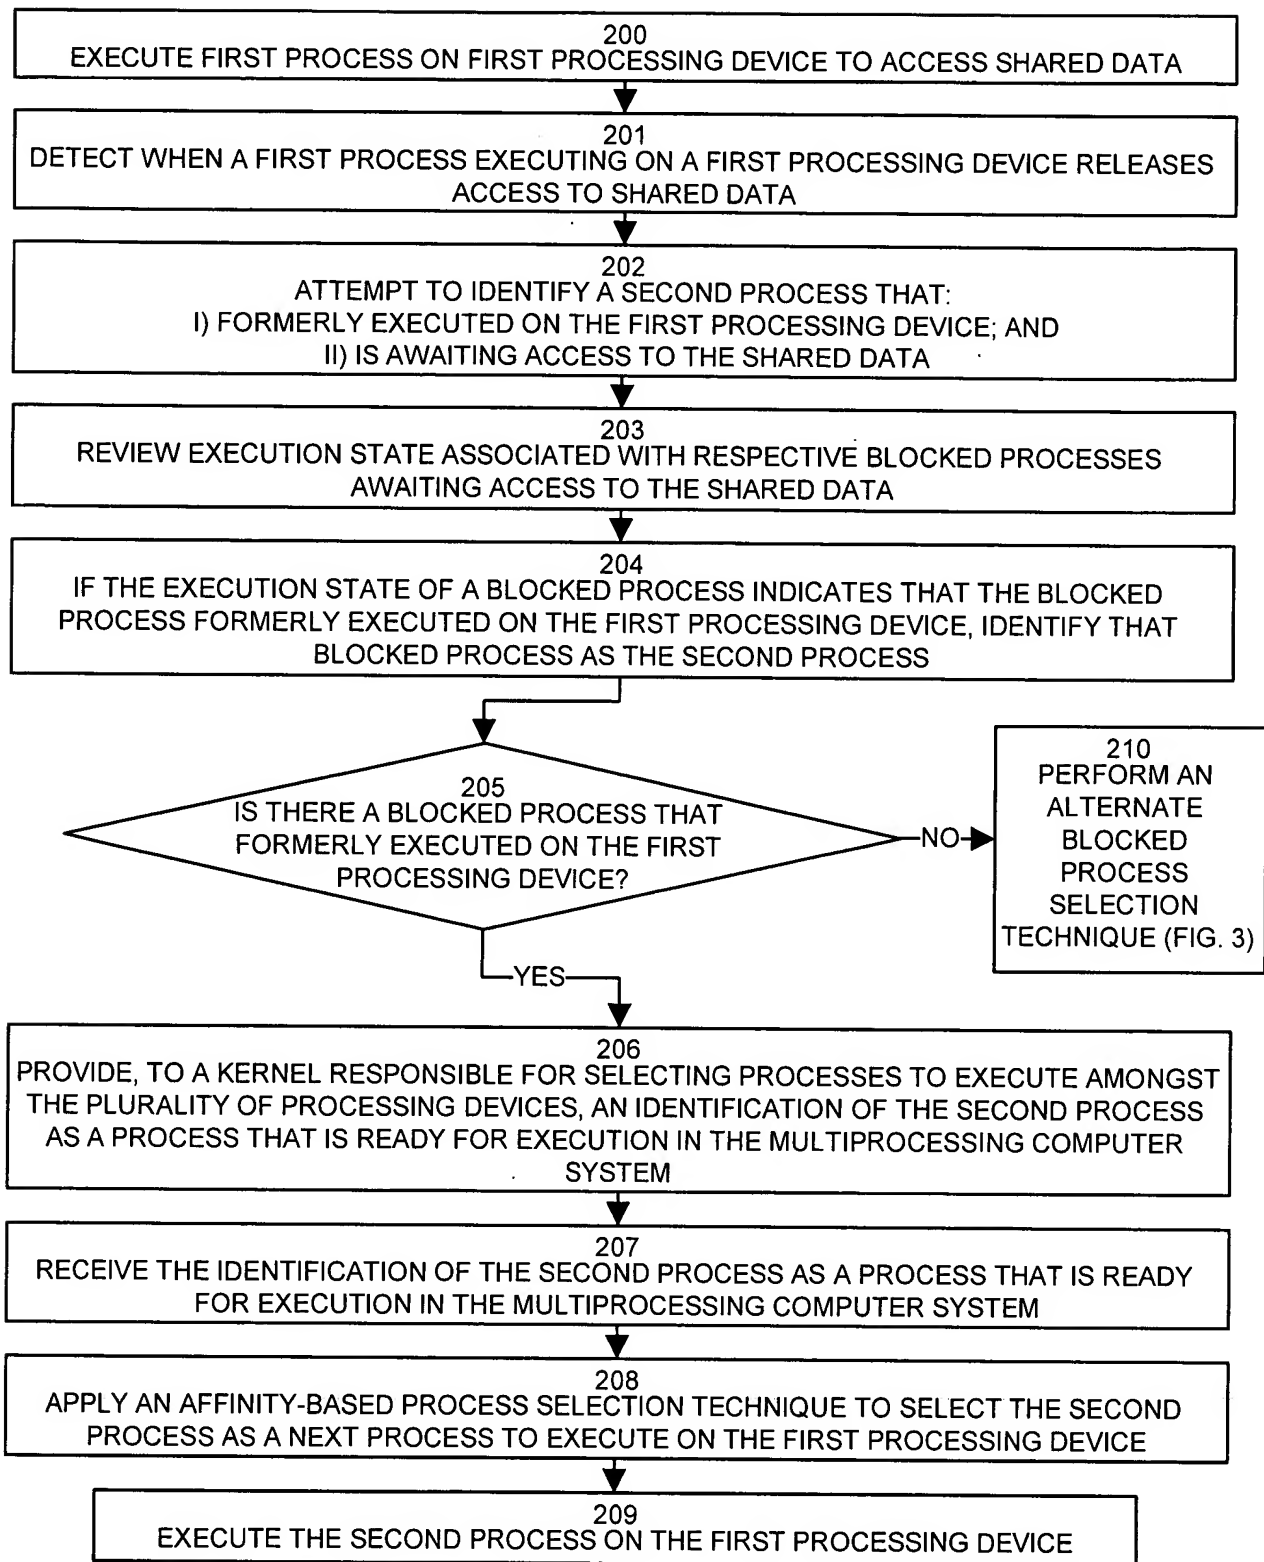 200
EXECUTE FIRST PROCESS ON FIRST PROCESSING DEVICE TO ACCESS SHARED DATA
201
DETECT WHEN A FIRST PROCESS EXECUTING ON A FIRST PROCESSING DEVICE RELEASES
ACCESS TO SHARED DATA
202
ATTEMPT TO IDENTIFY A SECOND PROCESS THAT:
I) FORMERLY EXECUTED ON THE FIRST PROCESSING DEVICE; AND
II) IS AWAITING ACCESS TO THE SHARED DATA
203
REVIEW EXECUTION STATE ASSOCIATED WITH RESPECTIVE BLOCKED PROCESSES
AWAITING ACCESS TO THE SHARED DATA
204
IF THE EXECUTION STATE OF A BLOCKED PROCESS INDICATES THAT THE BLOCKED
PROCESS FORMERLY EXECUTED ON THE FIRST PROCESSING DEVICE, IDENTIFY THAT
BLOCKED PROCESS AS THE SECOND PROCESS
205
IS THERE A BLOCKED PROCESS THAT
FORMERLY EXECUTED ON THE FIRST
PROCESSING DEVICE?
NO
210
PERFORM AN
ALTERNATE
BLOCKED
PROCESS
SELECTION
TECHNIQUE (FIG. 3)
YES
206
PROVIDE, TO A KERNEL RESPONSIBLE FOR SELECTING PROCESSES TO EXECUTE AMONGST
THE PLURALITY OF PROCESSING DEVICES, AN IDENTIFICATION OF THE SECOND PROCESS
AS A PROCESS THAT IS READY FOR EXECUTION IN THE MULTIPROCESSING COMPUTER
SYSTEM
207
RECEIVE THE IDENTIFICATION OF THE SECOND PROCESS AS A PROCESS THAT IS READY
FOR EXECUTION IN THE MULTIPROCESSING COMPUTER SYSTEM
208
APPLY AN AFFINITY-BASED PROCESS SELECTION TECHNIQUE TO SELECT THE SECOND
PROCESS AS A NEXT PROCESS TO EXECUTE ON THE FIRST PROCESSING DEVICE
209
EXECUTE THE SECOND PROCESS ON THE FIRST PROCESSING DEVICE